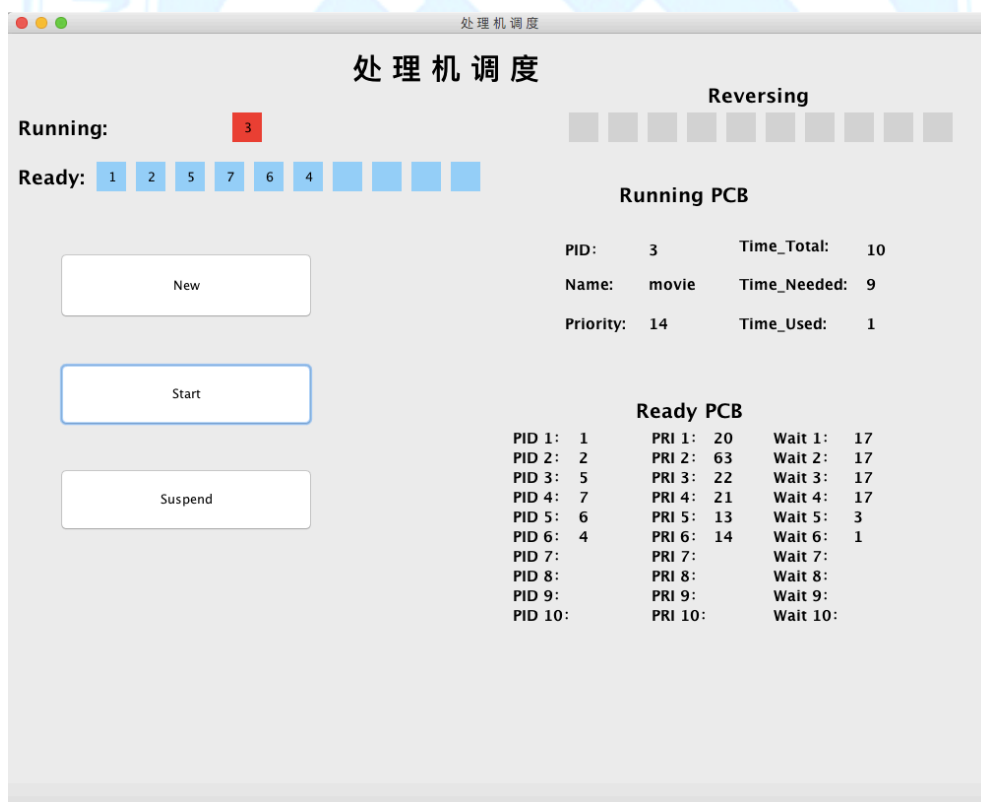 处理机调度
处理机调度
Reversing
Running: 3
Ready: 1 2 5 7 6 4
Running PCB
PID: 3 Time_Total: 10
Name: movie Time_Needed: 9
Priority: 14 Time_Used: 1
New
Start
Suspend
Ready PCB
PID 1: 1 PRI 1: 20 Wait 1: 17
PID 2: 2 PRI 2: 63 Wait 2: 17
PID 3: 5 PRI 3: 22 Wait 3: 17
PID 4: 7 PRI 4: 21 Wait 4: 17
PID 5: 6 PRI 5: 13 Wait 5: 3
PID 6: 4 PRI 6: 14 Wait 6: 1
PID 7: PRI 7: Wait 7:
PID 8: PRI 8: Wait 8:
PID 9: PRI 9: Wait 9:
PID 10: PRI 10: Wait 10: